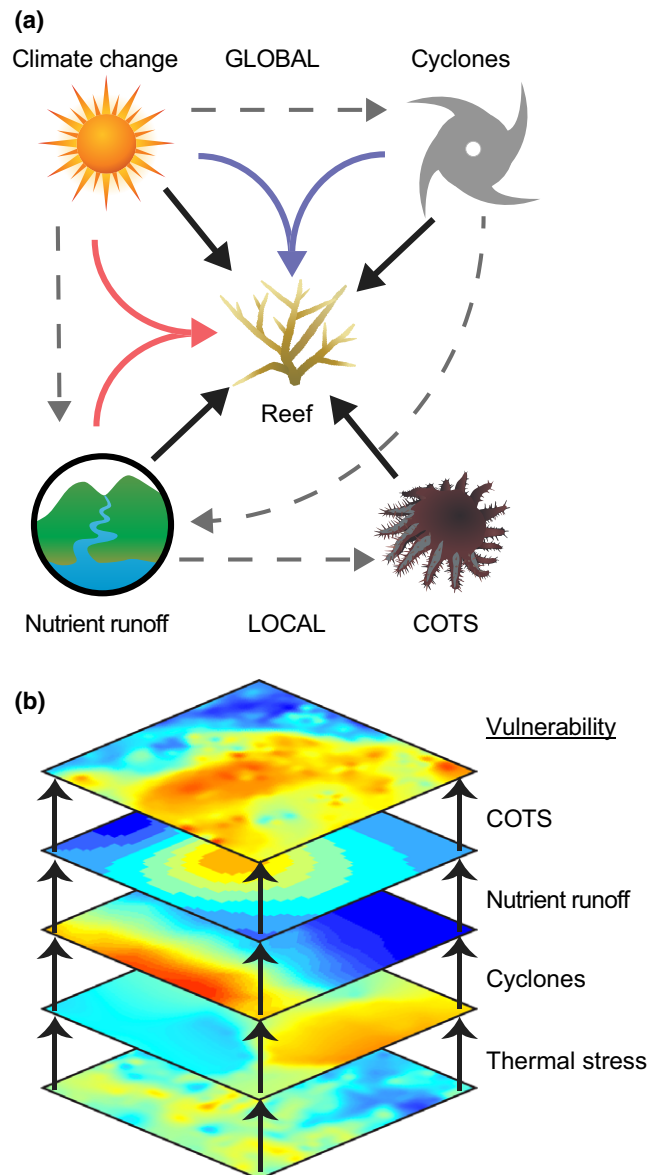 (a)
Climate change GLOBAL Cyclones
Reef
Nutrient runoff LOCAL COTS
(b)
Vulnerability
COTS
Nutrient runoff
Cyclones
Thermal stress